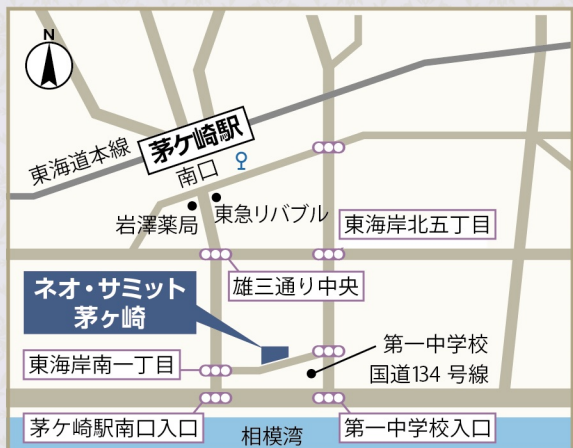 N
茅ケ崎駅
東海道本線
南口
岩澤薬局
東急リバブル
東海岸北五丁目
雄三通り中央
ネオ・サミット
茅ヶ崎
東海岸南一丁目
第一中学校
国道134号線
茅ケ崎駅南口入口
相模湾
第一中学校入口